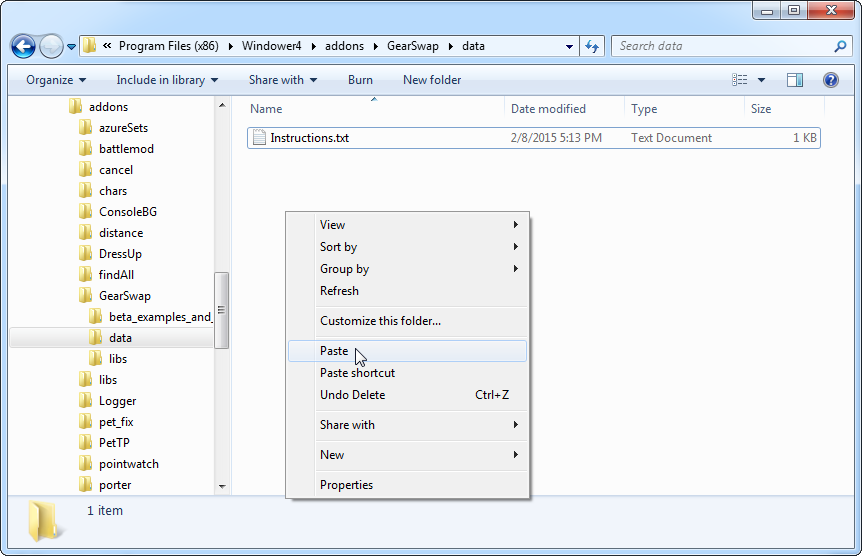 « Program Files (x86) ▸ Windower4 ▸ addons ▸ GearSwap ▸ data
Search data
Organize
Include in library
Share with
Burn
New folder
addons
azureSets
battlemod
cancel
chars
ConsoleBG
distance
DressUp
findAll
GearSwap
beta_examples_and_
data
libs
libs
Logger
pet_fix
PetTP
pointwatch
porter
Name Date modified Type Size
Instructions.txt 2/8/2015 5:13 PM Text Document 1 KB
View
Sort by
Group by
Refresh
Customize this folder...
Paste
Paste shortcut
Undo Delete Ctrl+Z
Share with
New
Properties
1 item